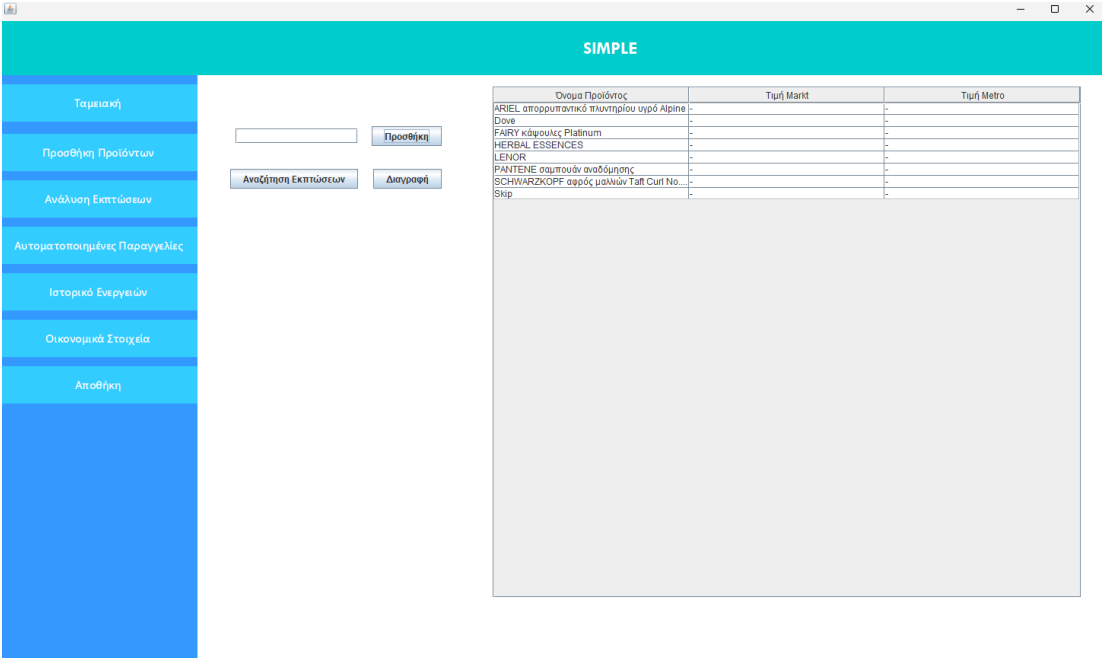 SIMPLE
Ταμειακή
Προσθήκη Προϊόντων
Ανάλυση Εκπτώσεων
Αυτοματοποιημένες Παραγγελίες
Ιστορικό Ενεργειών
Οικονομικά Στοιχεία
Αποθήκη
Προσθήκη
Αναζήτηση Εκπτώσεων Διαγραφή
Όνομα Προϊόντος Τιμή Markt Τιμή Metro
ARIEL απορρυπαντικό πλυντηρίου υγρό Alpine - -
Dove - -
FAIRY κάψουλες Platinum - -
HERBAL ESSENCES - -
LENOR - -
PANTENE σαμπουάν αναδόμησης - -
SCHWARZKOPF αφρός μαλλιών Taft Curl No.... - -
Skip - -